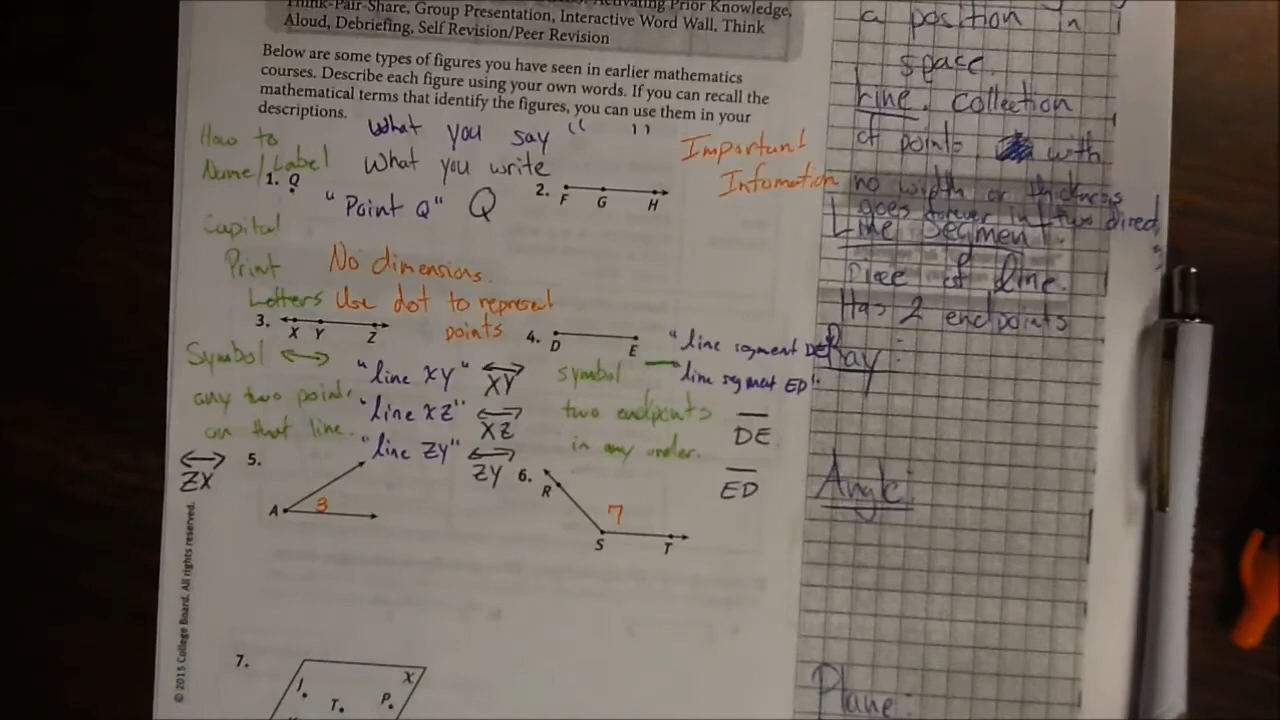 Activating Prior Knowledge,
Think-Pair-Share, Group Presentation, Interactive Word Wall, Think
Aloud, Debriefing, Self Revision/Peer Revision
Below are some types of figures you have seen in earlier mathematics
courses. Describe each figure using your own words. If you can recall the
mathematical terms that identify the figures, you can use them in your
descriptions.
How to
Name/Label
What you say " "
What you write
Important
Infomation
1. Q
"Point Q" Q
2. F G H
Capital
Print
Letters
No dimensions.
Use dot to represent
points
3. X Y Z
4. D E
"line segment DE"
"line segment ED"
Symbol ↔
any two points
on that line.
"line XY" XY
"line XZ" XZ
"line ZY" ZY
ZX
symbol
two endpoints
in any order.
DE
ED
5. A 3
6. R S T 7
7. J T. P. X
© 2015 College Board. All rights reserved.
a position in
space.
Line. collection
of points with
no width or thickness
goes forever in two direct
Line Segment:
Piece of line.
Has 2 endpoints
Ray:
Angle:
Plane: